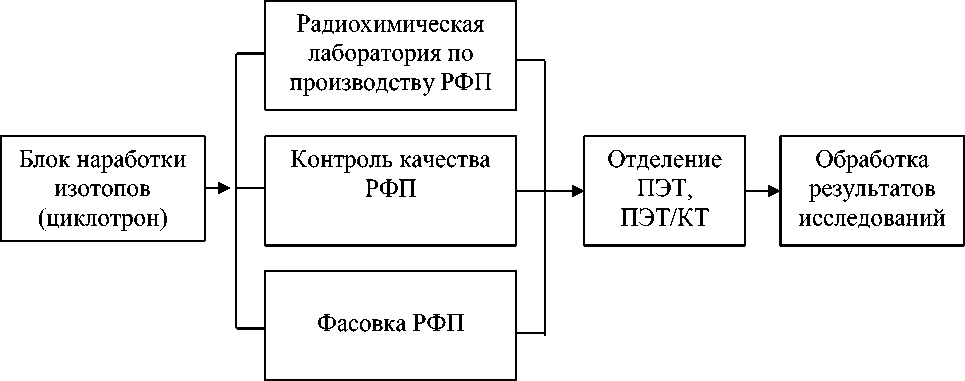 Радиохимическая
лаборатория по
производству РФП
Блок наработки
изотопов
(циклотрон)
Контроль качества
РФП
Фасовка РФП
Отделение
ПЭТ,
ПЭТ/КТ
Обработка
результатов
исследований